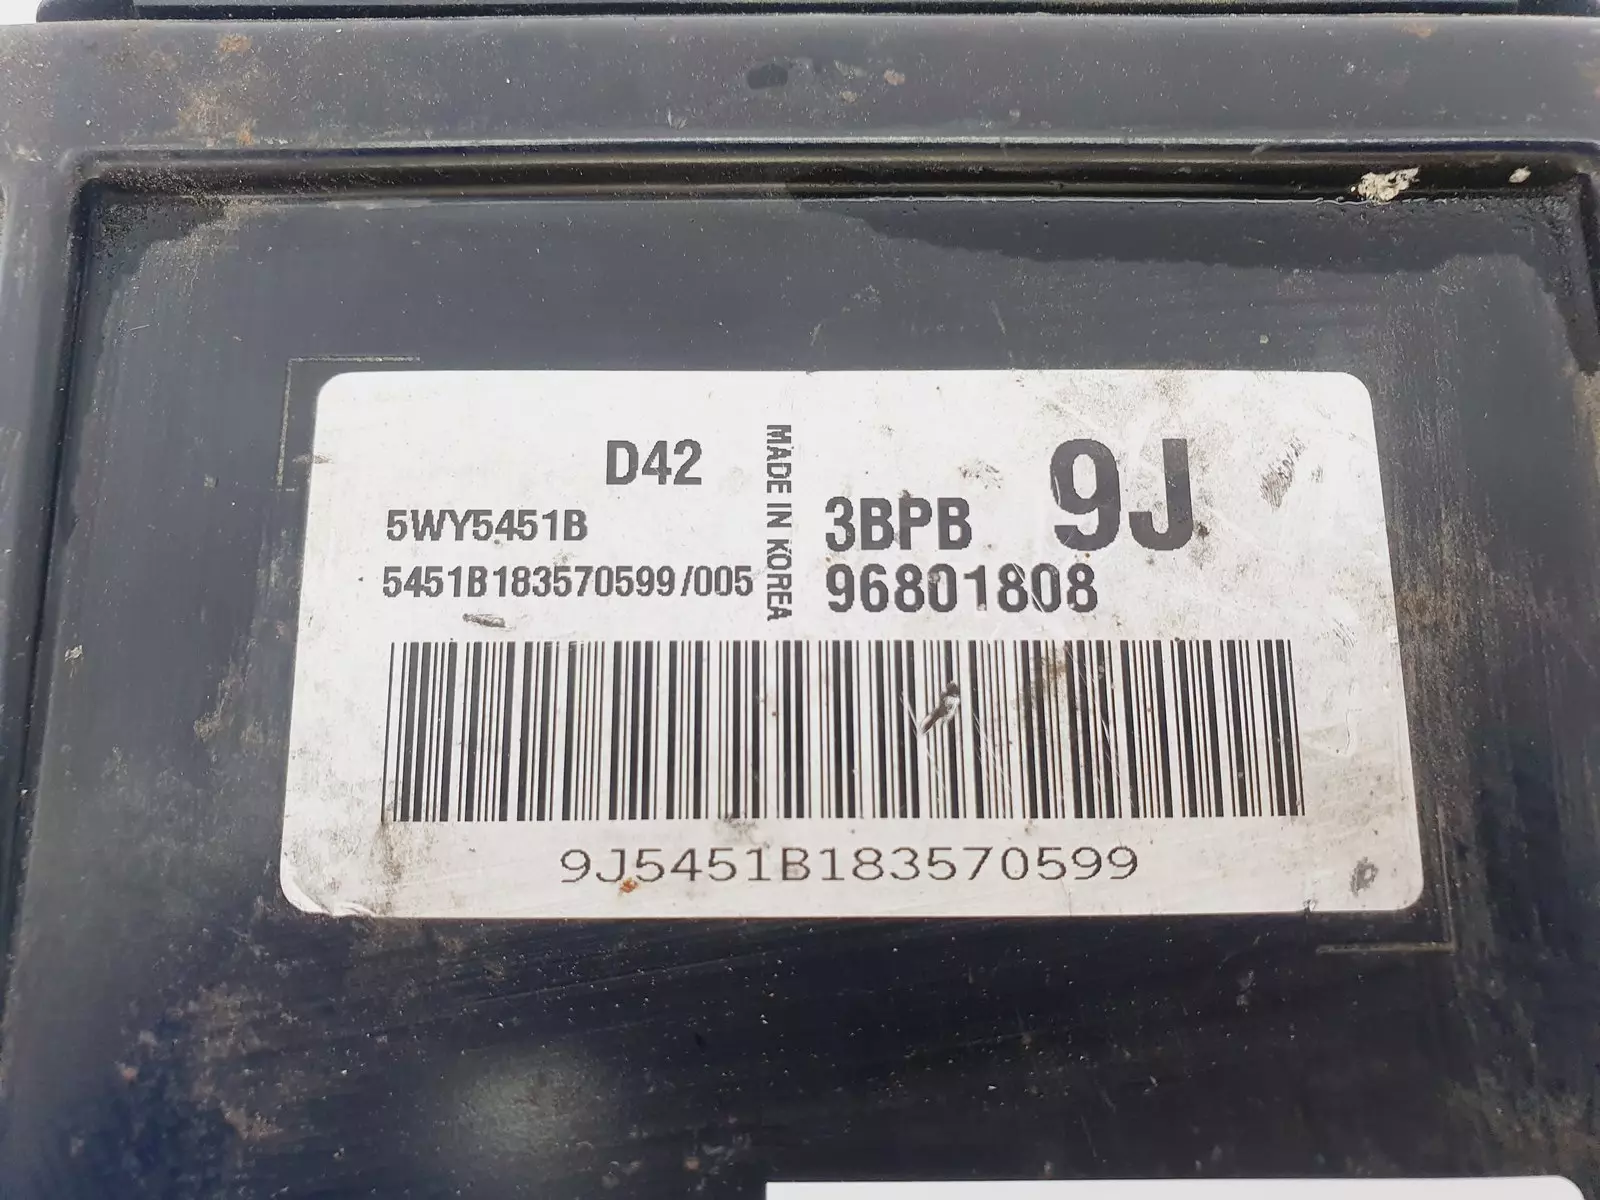 D42
5WY5451B
5451B183570599/005
MADE IN KOREA
3BPB 9J
96801808
9J5451B183570599